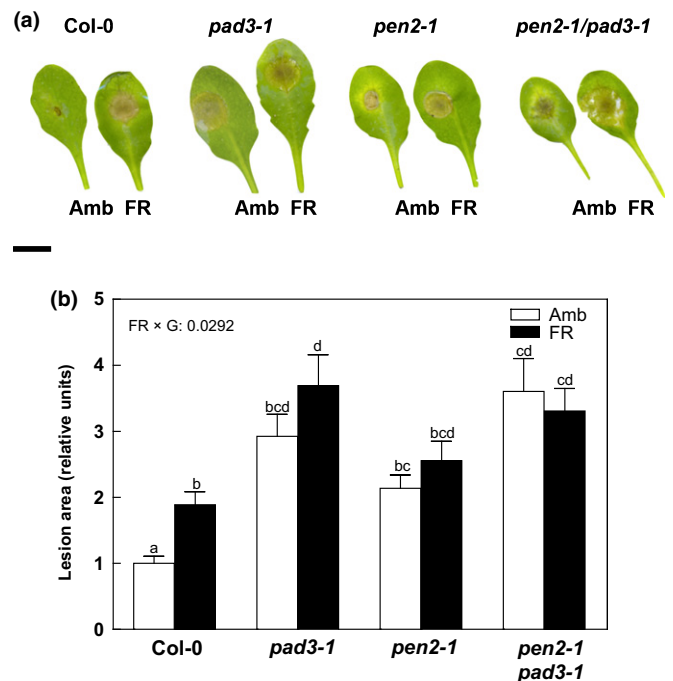 (a) Col-0 pad3-1 pen2-1 pen2-1/pad3-1
Amb FR Amb FR Amb FR Amb FR
(b)
5
4
3
2
1
0
Lesion area (relative units)
FR × G: 0.0292
Amb
FR
a
b
bcd
d
bc
bcd
cd
cd
Col-0 pad3-1 pen2-1 pen2-1
pad3-1